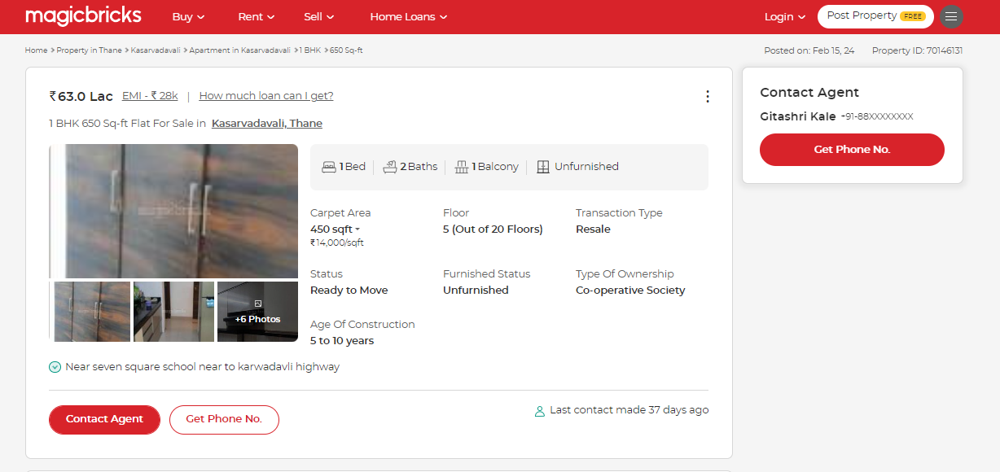 magicbricks
Buy
Rent
Sell
Home Loans
Login
Post Property FREE
Home > Property in Thane > Kasarvadavali > Apartment in Kasarvadavali > 1 BHK > 650 Sq-ft
Posted on: Feb 15, 24 Property ID: 70146131
₹63.0 Lac EMI - ₹ 28k | How much loan can I get?
1 BHK 650 Sq-ft Flat For Sale in Kasarvadavali, Thane
+6 Photos
1 Bed
2 Baths
1 Balcony
Unfurnished
Carpet Area
450 sqft
₹14,000/sqft
Floor
5 (Out of 20 Floors)
Transaction Type
Resale
Status
Ready to Move
Furnished Status
Unfurnished
Type Of Ownership
Co-operative Society
Age Of Construction
5 to 10 years
Near seven square school near to karwadavli highway
Contact Agent
Get Phone No.
Last contact made 37 days ago
Contact Agent
Gitashri Kale +91-88XXXXXXXX
Get Phone No.